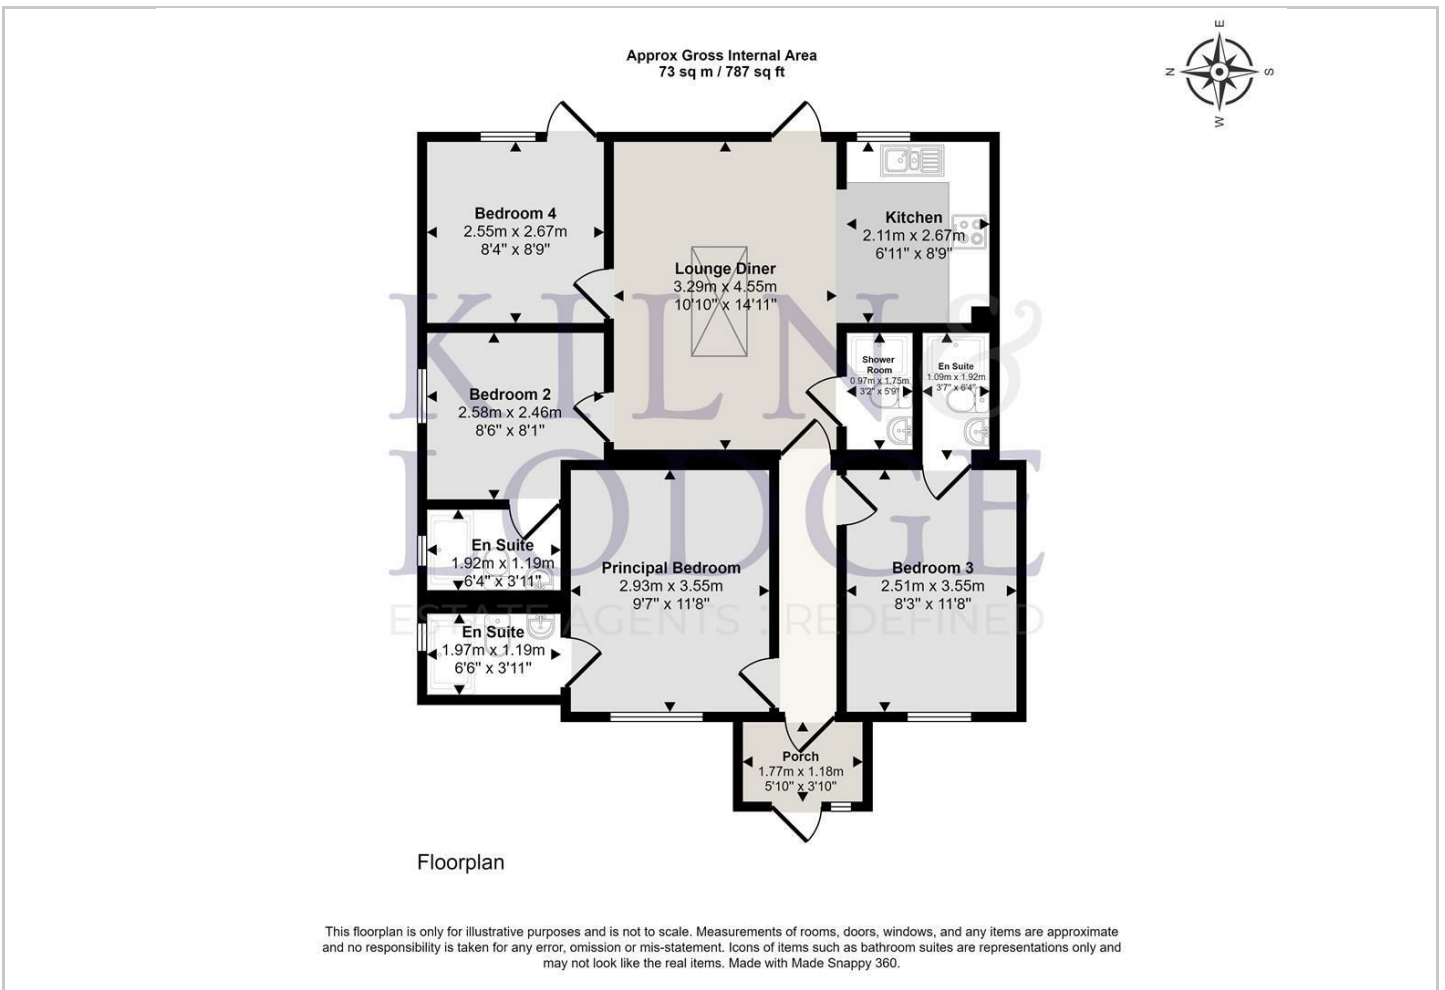 Approx Gross Internal Area
73 sq m / 787 sq ft
E
N
S
W
Bedroom 4
2.55m x 2.67m
8'4" x 8'9"
Kitchen
2.11m x 2.67m
6'11" x 8'9"
Lounge Diner
3.29m x 4.55m
10'10" x 14'11"
KILN &
LODGE
ESTATE AGENTS : REDEFINED
Shower
Room
0.97m x 1.75m
3'2" x 5'9"
En Suite
1.09m x 1.92m
3'7" x 6'4"
Bedroom 2
2.58m x 2.46m
8'6" x 8'1"
En Suite
1.92m x 1.19m
6'4" x 3'11"
Principal Bedroom
2.93m x 3.55m
9'7" x 11'8"
Bedroom 3
2.51m x 3.55m
8'3" x 11'8"
En Suite
1.97m x 1.19m
6'6" x 3'11"
Porch
1.77m x 1.18m
5'10" x 3'10"
Floorplan
This floorplan is only for illustrative purposes and is not to scale. Measurements of rooms, doors, windows, and any items are approximate
and no responsibility is taken for any error, omission or mis-statement. Icons of items such as bathroom suites are representations only and
may not look like the real items. Made with Made Snappy 360.